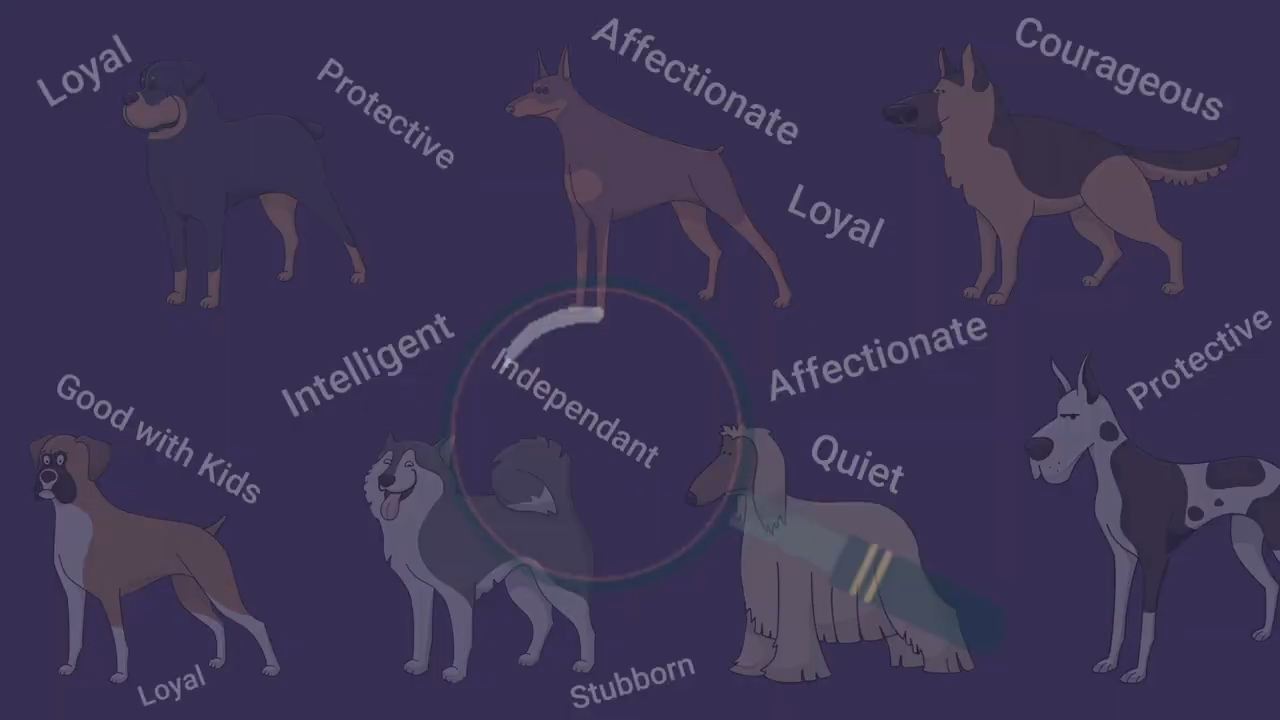 Loyal
Protective
Affectionate
Loyal
Courageous
Intelligent
Independant
Affectionate
Protective
Good with Kids
Quiet
Loyal
Stubborn